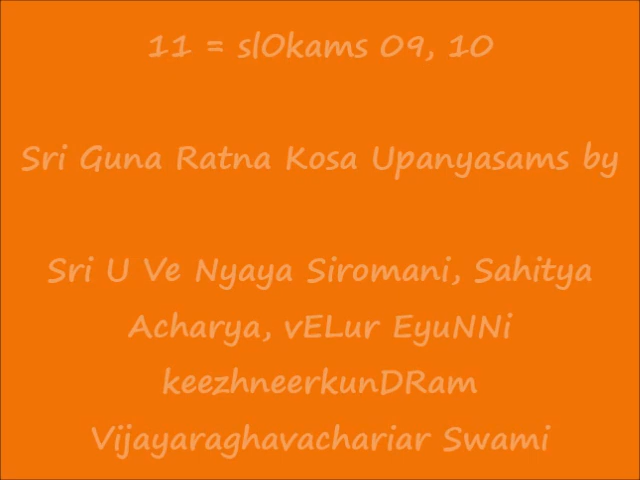 11 = slOkams 09, 10
Sri Guna Ratna Kosa Upanyasams by
Sri U Ve Nyaya Siromani, Sahitya
Acharya, vELur EyuNNi
keezhneerkunDRam
Vijayaraghavachariar Swami